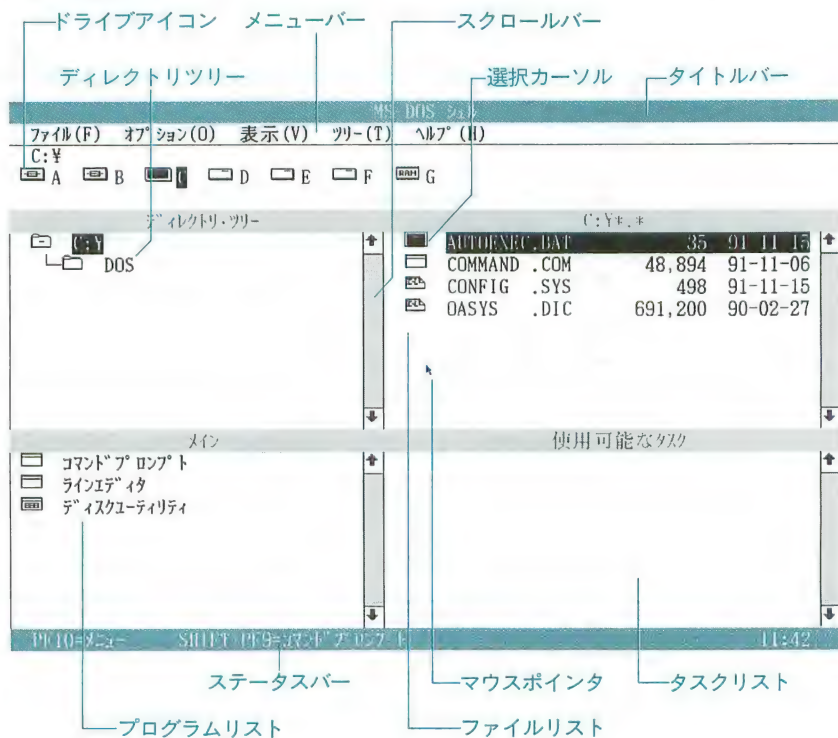 ドライブアイコン メニューバー スクロールバー
ディレクトリツリー 選択カーソル タイトルバー
MS-DOS シェル
ファイル(F) オプション(O) 表示(V) ツリー(T) ヘルプ(H)
C:¥
A B C D E F RAM G
ディレクトリ・ツリー C:¥*.*
C:¥ AUTOEXEC.BAT 35 91-11-15
DOS COMMAND .COM 48,894 91-11-06
CONFIG .SYS 498 91-11-15
OASYS .DIC 691,200 90-02-27
メイン 使用可能なタスク
コマンドプロンプト
ラインエディタ
ディスクユーティリティ
PF10=メニュー SHIFT+PF9=コマンドプロンプト 11:42
ステータスバー マウスポインタ タスクリスト
プログラムリスト ファイルリスト